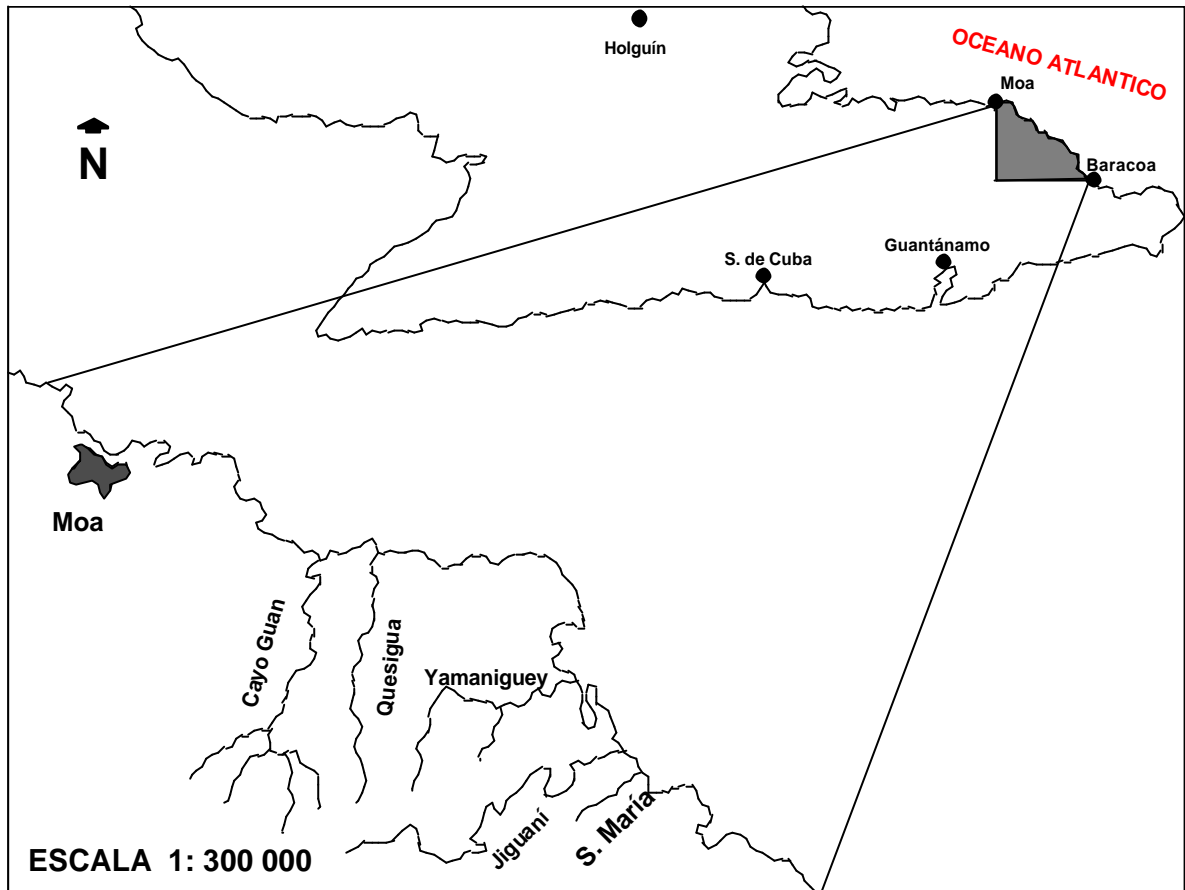 Holguín
OCEANO ATLANTICO
Moa
N
Baracoa
Guantánamo
S. de Cuba
Moa
Cayo Guan
Quesigua
Yamaniguey
Jiguaní
S. María
ESCALA 1: 300 000